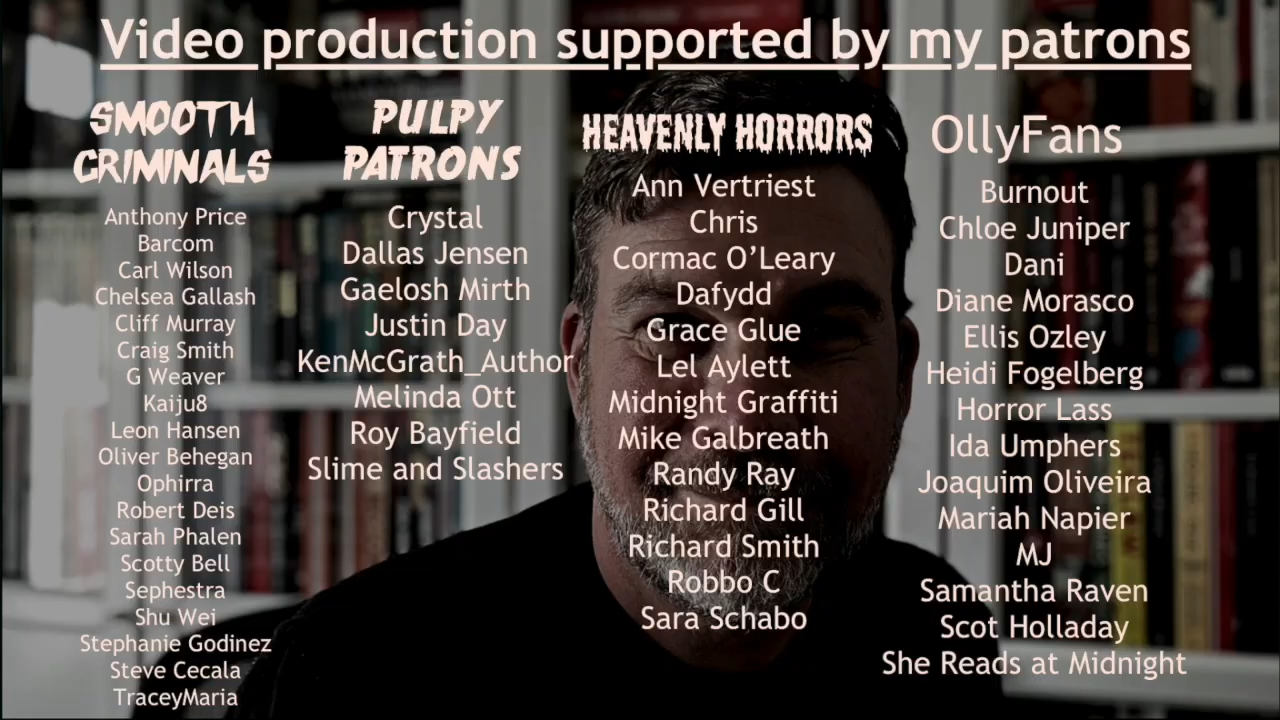 Video production supported by my patrons
SMOOTH
CRIMINALS
Anthony Price
Barcom
Carl Wilson
Chelsea Gallash
Cliff Murray
Craig Smith
G Weaver
Kaiju8
Leon Hansen
Oliver Behegan
Ophirra
Robert Deis
Sarah Phalen
Scotty Bell
Sephestra
Shu Wei
Stephanie Godinez
Steve Cecala
TraceyMaria
PULPY
PATRONS
Crystal
Dallas Jensen
Gaelosh Mirth
Justin Day
KenMcGrath_Author
Melinda Ott
Roy Bayfield
Slime and Slashers
HEAVENLY HORRORS
Ann Vertriest
Chris
Cormac O’Leary
Dafydd
Grace Glue
Lel Aylett
Midnight Graffiti
Mike Galbreath
Randy Ray
Richard Gill
Richard Smith
Robbo C
Sara Schabo
OllyFans
Burnout
Chloe Juniper
Dani
Diane Morasco
Ellis Ozley
Heidi Fogelberg
Horror Lass
Ida Umphers
Joaquim Oliveira
Mariah Napier
MJ
Samantha Raven
Scot Holladay
She Reads at Midnight